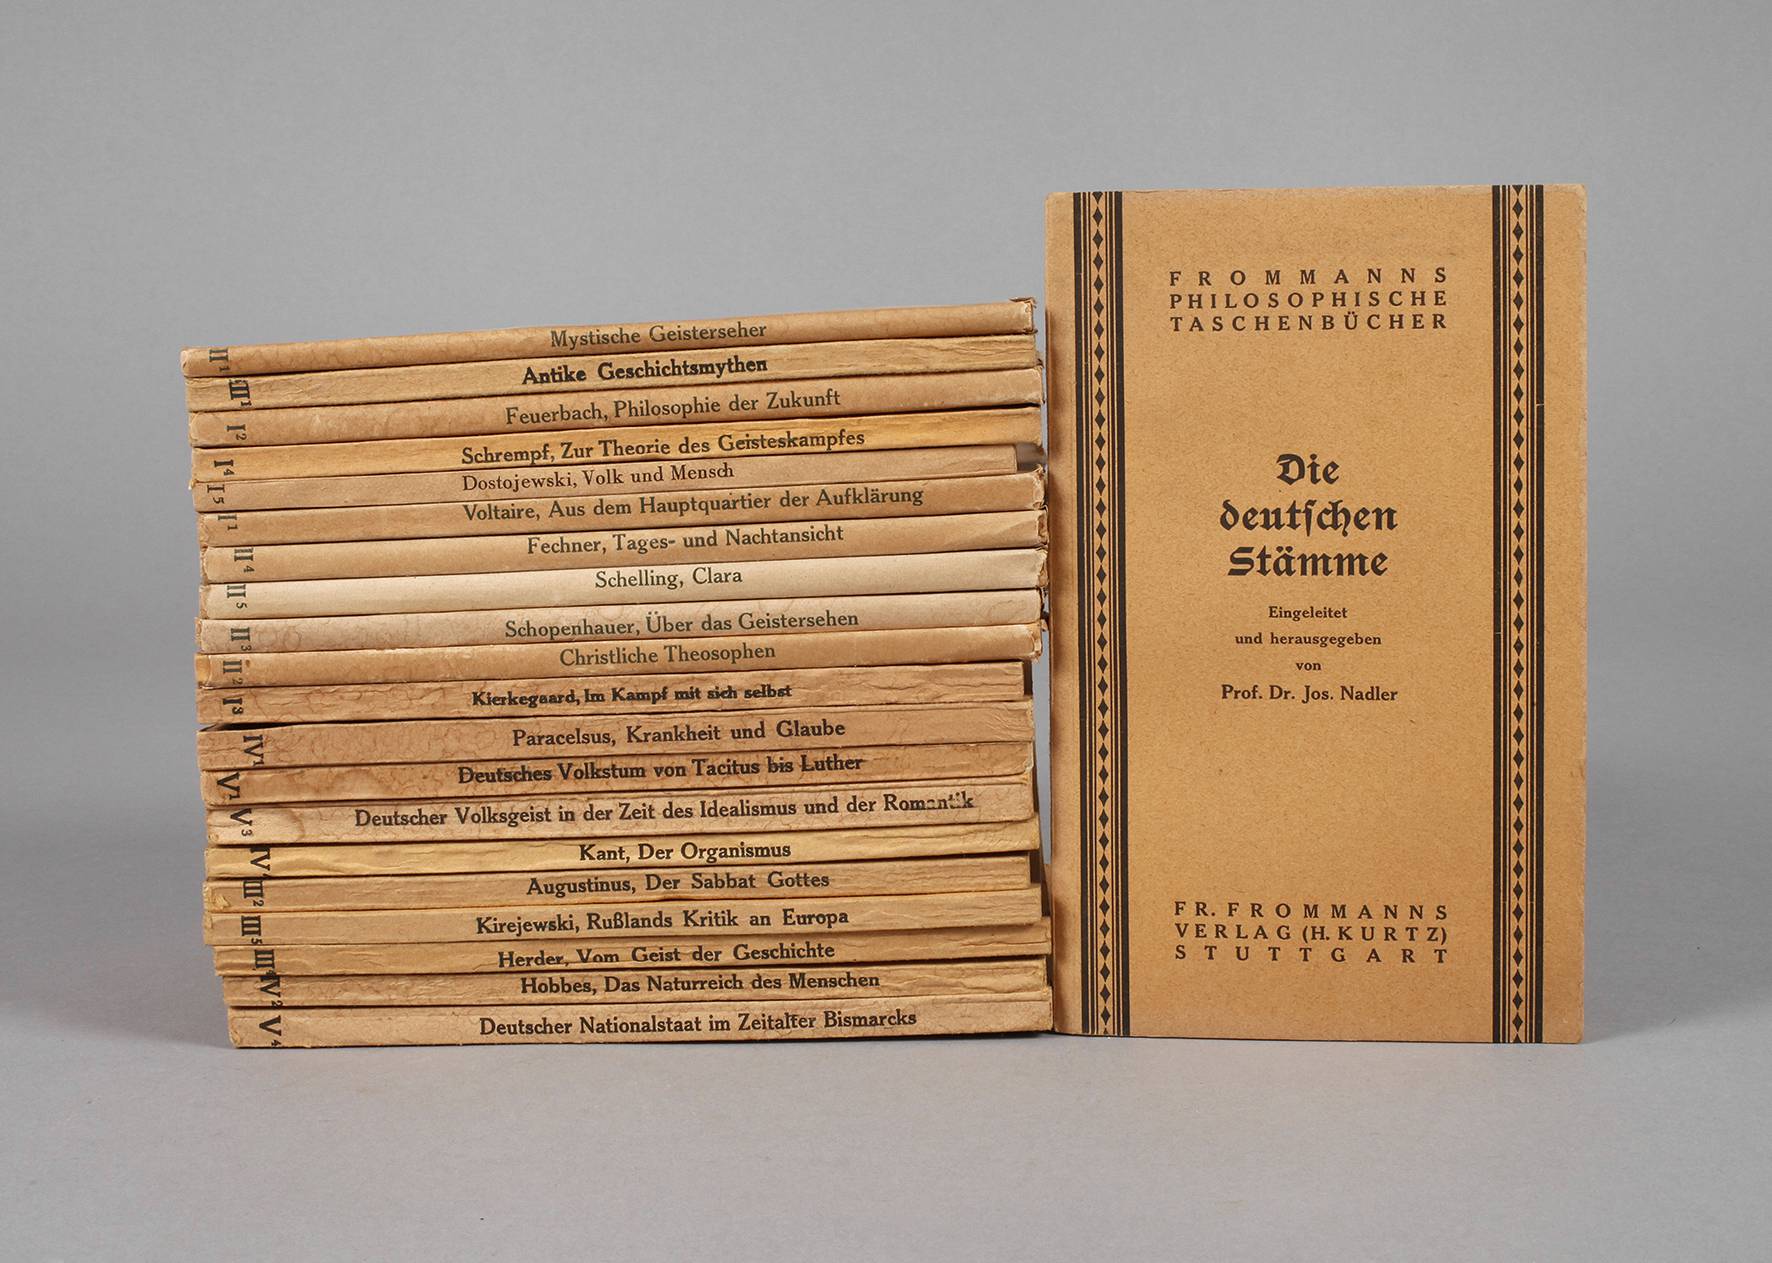 Mystische Geisterseher
II¹
Antike Geschichtsmythen
III¹
Feuerbach, Philosophie der Zukunft
I²
Schrempf, Zur Theorie des Geisteskampfes
I⁴
Dostojewski, Volk und Mensch
I⁵
Voltaire, Aus dem Hauptquartier der Aufklärung
I¹
Fechner, Tages- und Nachtansicht
II⁴
Schelling, Clara
II⁵
Schopenhauer, Über das Geistersehen
II³
Christliche Theosophen
II²
Kierkegaard, Im Kampf mit sich selbst
I³
Paracelsus, Krankheit und Glaube
IV¹
Deutsches Volkstum von Tacitus bis Luther
V¹
Deutscher Volksgeist in der Zeit des Idealismus und der Romantik
V³
Kant, Der Organismus
IV
Augustinus, Der Sabbat Gottes
III²
Kirejewski, Rußlands Kritik an Europa
III⁵
Herder, Vom Geist der Geschichte
III
Hobbes, Das Naturreich des Menschen
IV²
Deutscher Nationalstaat im Zeitalter Bismarcks
V⁴
FROMMANNS
PHILOSOPHISCHE
TASCHENBÜCHER
Die
deutſchen
Stämme
Eingeleitet
und herausgegeben
von
Prof. Dr. Jos. Nadler
FR. FROMMANNS
VERLAG (H. KURTZ)
STUTTGART